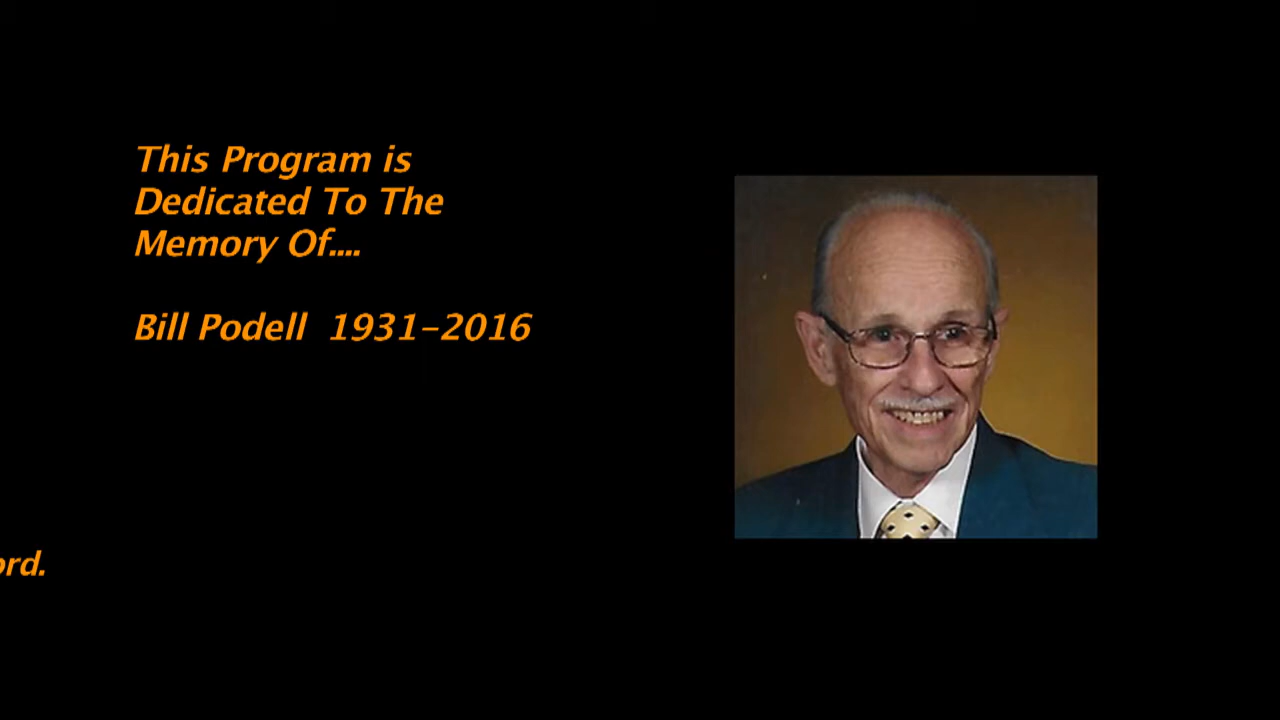 This Program is
Dedicated To The
Memory Of....
Bill Podell 1931-2016